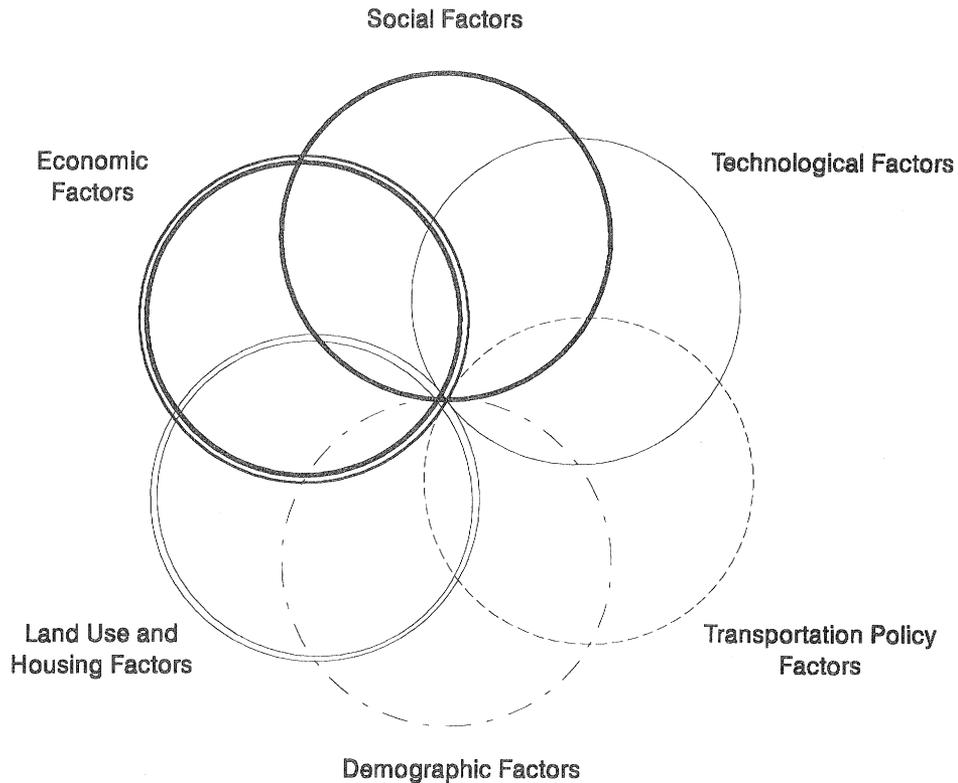 Social Factors
Economic
Factors
Technological Factors
Land Use and
Housing Factors
Transportation Policy
Factors
Demographic Factors